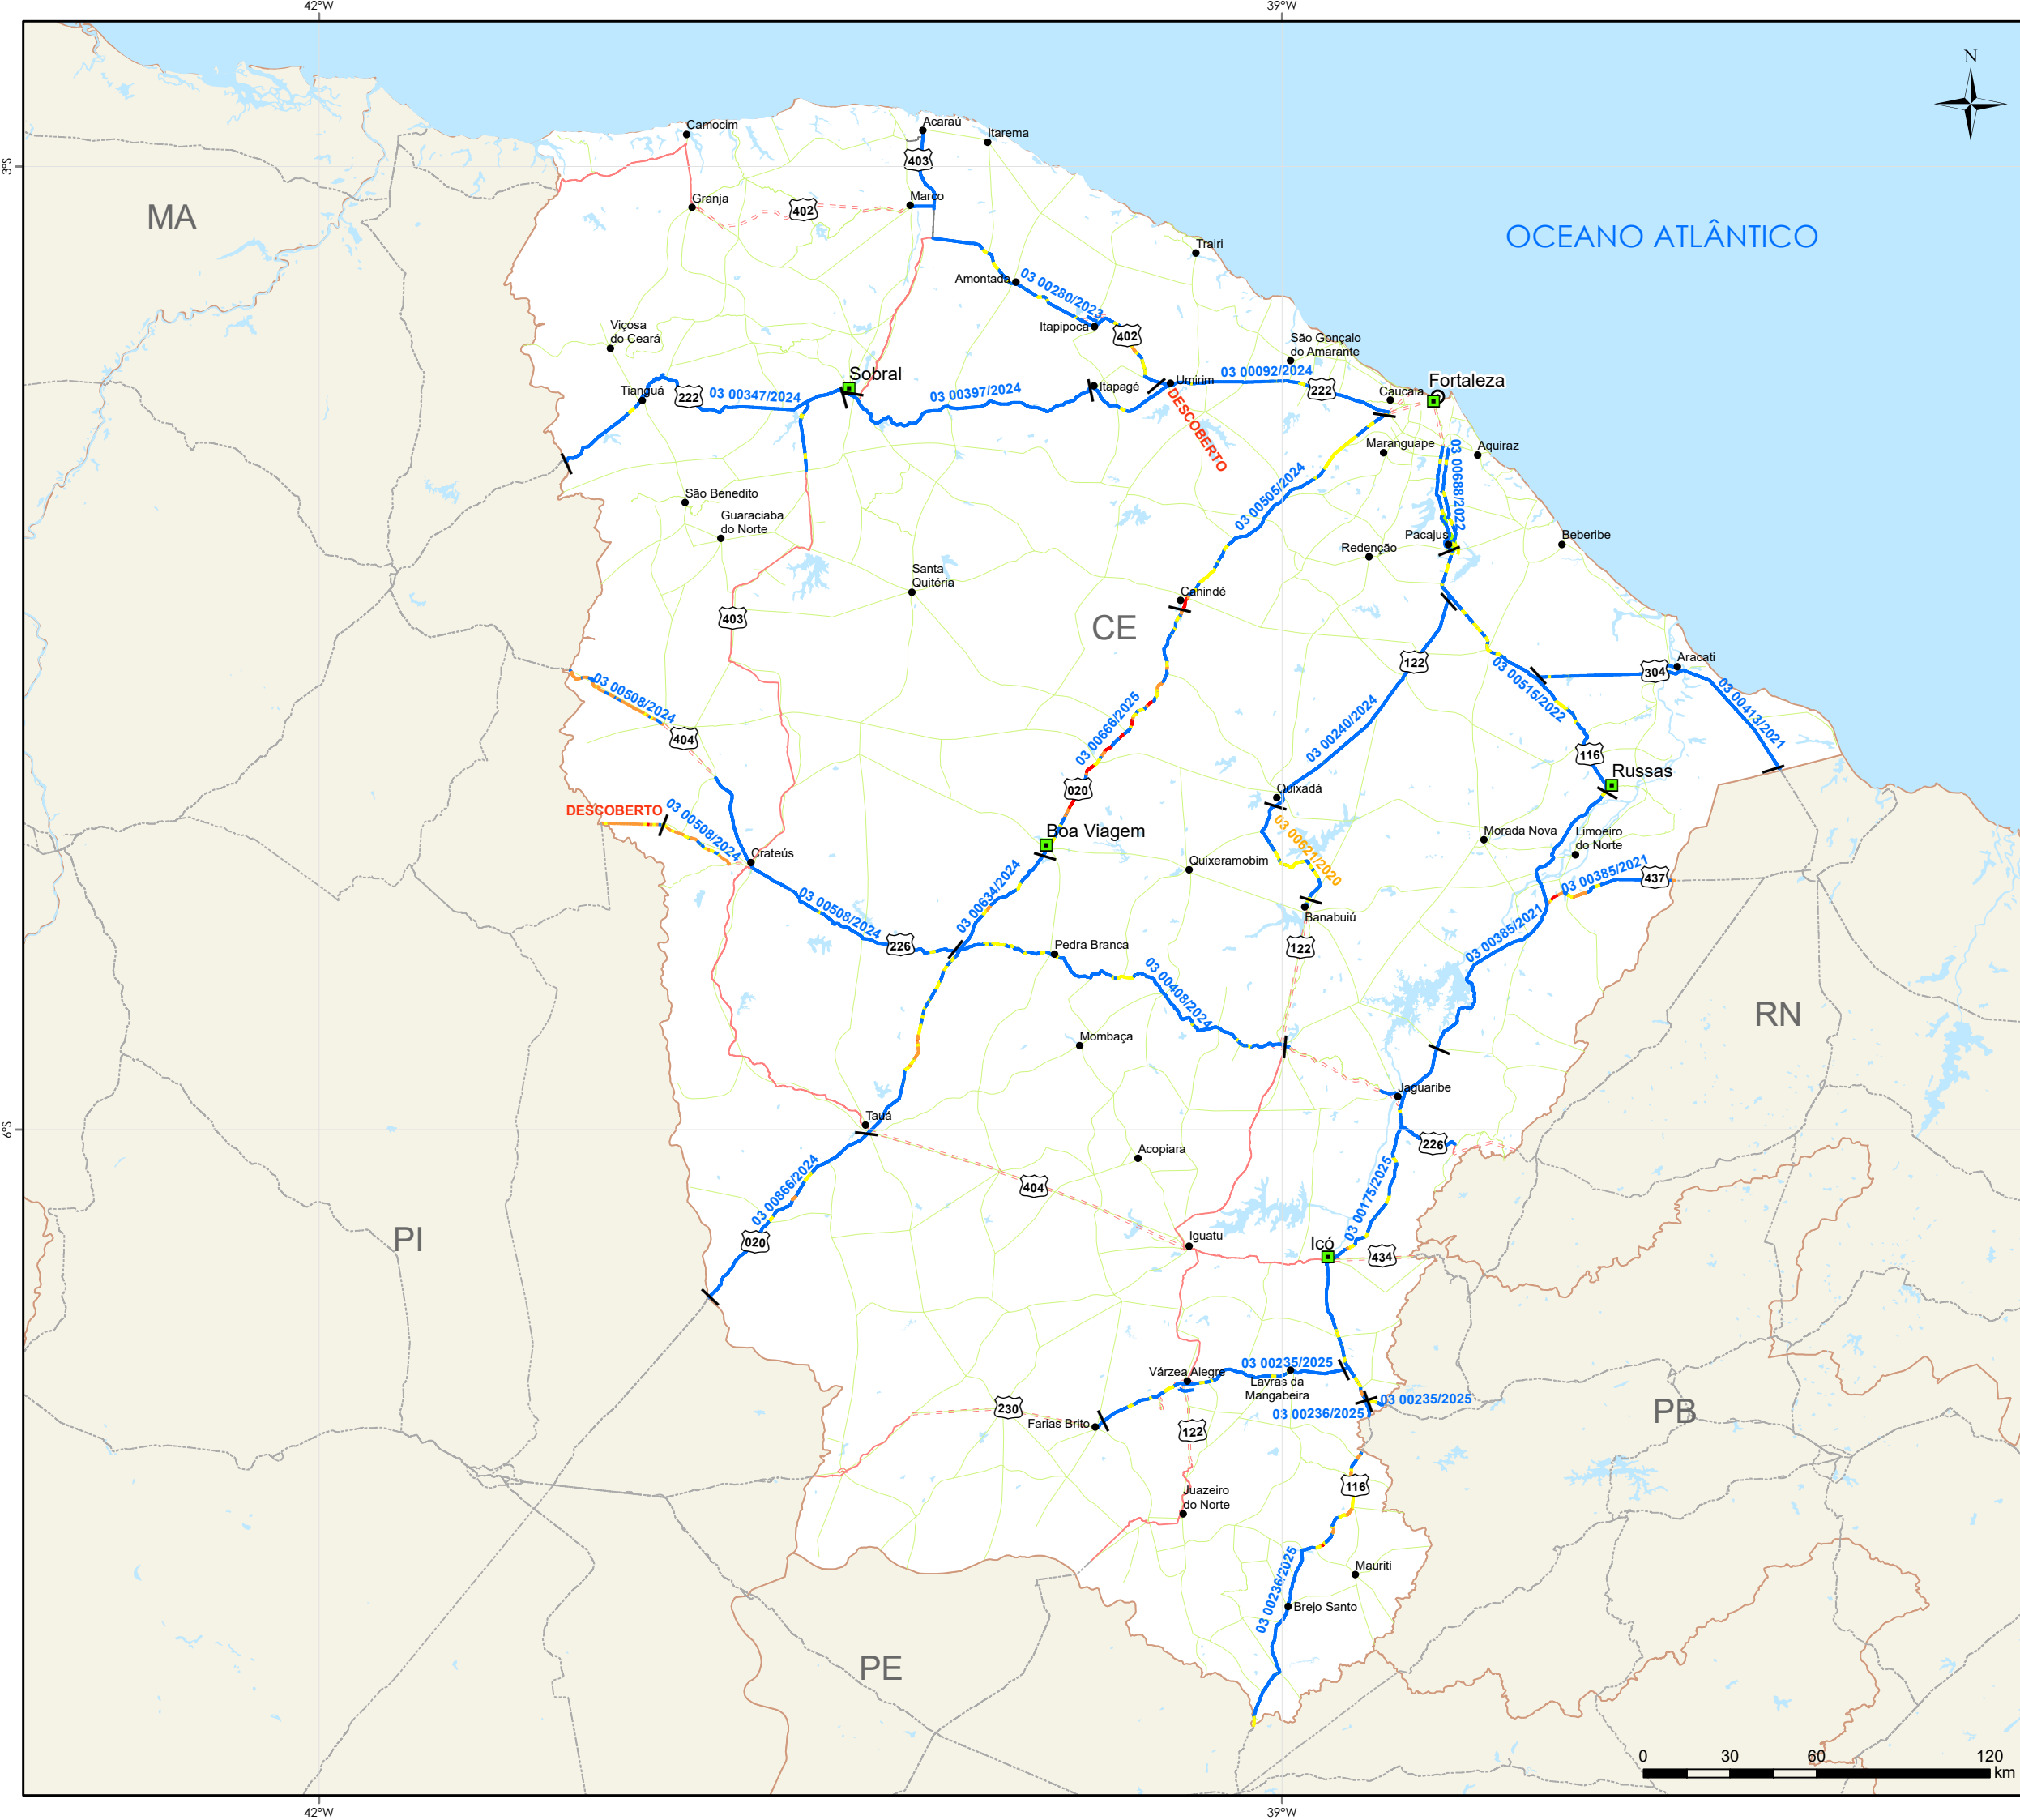 42°W
39°W
N
3°S
MA
OCEANO ATLÂNTICO
Camocim
Acaraú
Itarema
403
Granja
402
Marco
Trairi
Amontada
03 00280/2023
Itapipoca
402
Viçosa
do Ceará
São Gonçalo
do Amarante
Tianguá
222
03 00347/2024
Sobral
03 00397/2024
Itapagé
Umirim
03 00092/2024
222
Caucaia
Fortaleza
DESCOBERTO
Maranguape
03 00688/2022
Aquiraz
São Benedito
Guaraciaba
do Norte
03 00505/2024
Pacajus
Redenção
Beberibe
Santa
Quitéria
Canindé
403
CE
122
304
Aracati
03 00508/2024
404
03 00666/2025
03 00240/2024
03 00515/2022
03 00413/2021
116
Russas
020
Quixadá
DESCOBERTO
03 00508/2024
Crateús
Boa Viagem
03 00621/2020
Morada Nova
Limoeiro
do Norte
Quixeramobim
03 00385/2021
437
03 00508/2024
03 00634/2024
Banabuiú
226
Pedra Branca
122
03 00385/2021
03 00408/2024
RN
Mombaça
Jaguaribe
6°S
Tauá
226
Acopiara
03 00866/2024
404
03 00175/2025
PI
020
Iguatu
Icó
434
03 00235/2025
Várzea Alegre
Lavras da
Mangabeira
03 00235/2025
230
Farias Brito
03 00236/2025
PB
122
116
Juazeiro
do Norte
Mauriti
03 00236/2025
Brejo Santo
PE
0 30 60 120
km
42°W
39°W